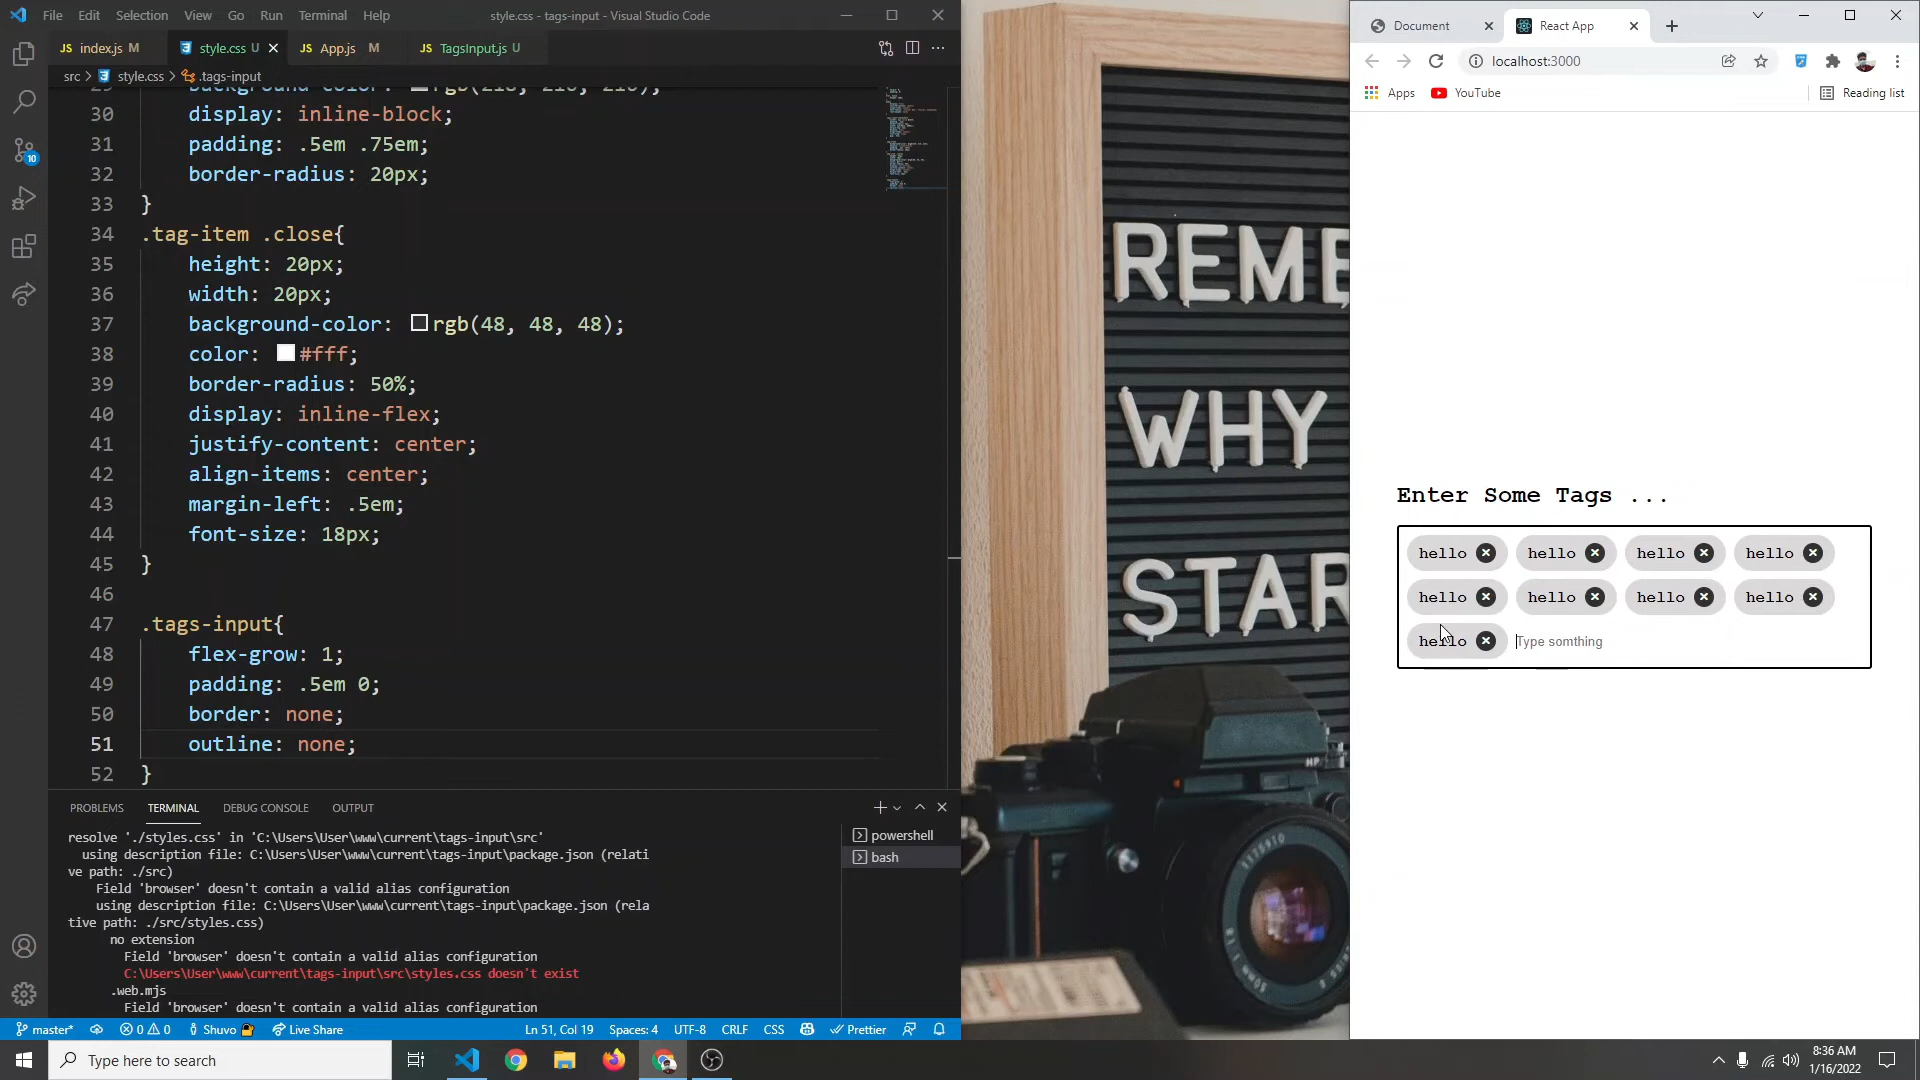 File Edit Selection View Go Run Terminal Help
style.css - tags-input - Visual Studio Code
JS index.js M
style.css U
JS App.js M
JS TagsInput.js U
src > style.css > .tags-input
30 display: inline-block;
31 padding: .5em .75em;
32 border-radius: 20px;
33 }
34 .tag-item .close{
35 height: 20px;
36 width: 20px;
37 background-color: rgb(48, 48, 48);
38 color: #fff;
39 border-radius: 50%;
40 display: inline-flex;
41 justify-content: center;
42 align-items: center;
43 margin-left: .5em;
44 font-size: 18px;
45 }
46
47 .tags-input{
48 flex-grow: 1;
49 padding: .5em 0;
50 border: none;
51 outline: none;
52 }
PROBLEMS TERMINAL DEBUG CONSOLE OUTPUT
resolve './styles.css' in 'C:\Users\User\www\current\tags-input\src'
using description file: C:\Users\User\www\current\tags-input\package.json (relati
ve path: ./src)
Field 'browser' doesn't contain a valid alias configuration
using description file: C:\Users\User\www\current\tags-input\package.json (rela
tive path: ./src/styles.css)
no extension
Field 'browser' doesn't contain a valid alias configuration
C:\Users\User\www\current\tags-input\src\styles.css doesn't exist
.web.mjs
Field 'browser' doesn't contain a valid alias configuration
powershell
bash
10
master* 0 0 Shuvo Live Share
Ln 51, Col 19 Spaces: 4 UTF-8 CRLF CSS Prettier
REME
WHY
STAR
Document
React App
localhost:3000
Apps YouTube Reading list
Enter Some Tags ...
hello hello hello hello
hello hello hello hello
hello Type somthing
Type here to search
8:36 AM
1/16/2022